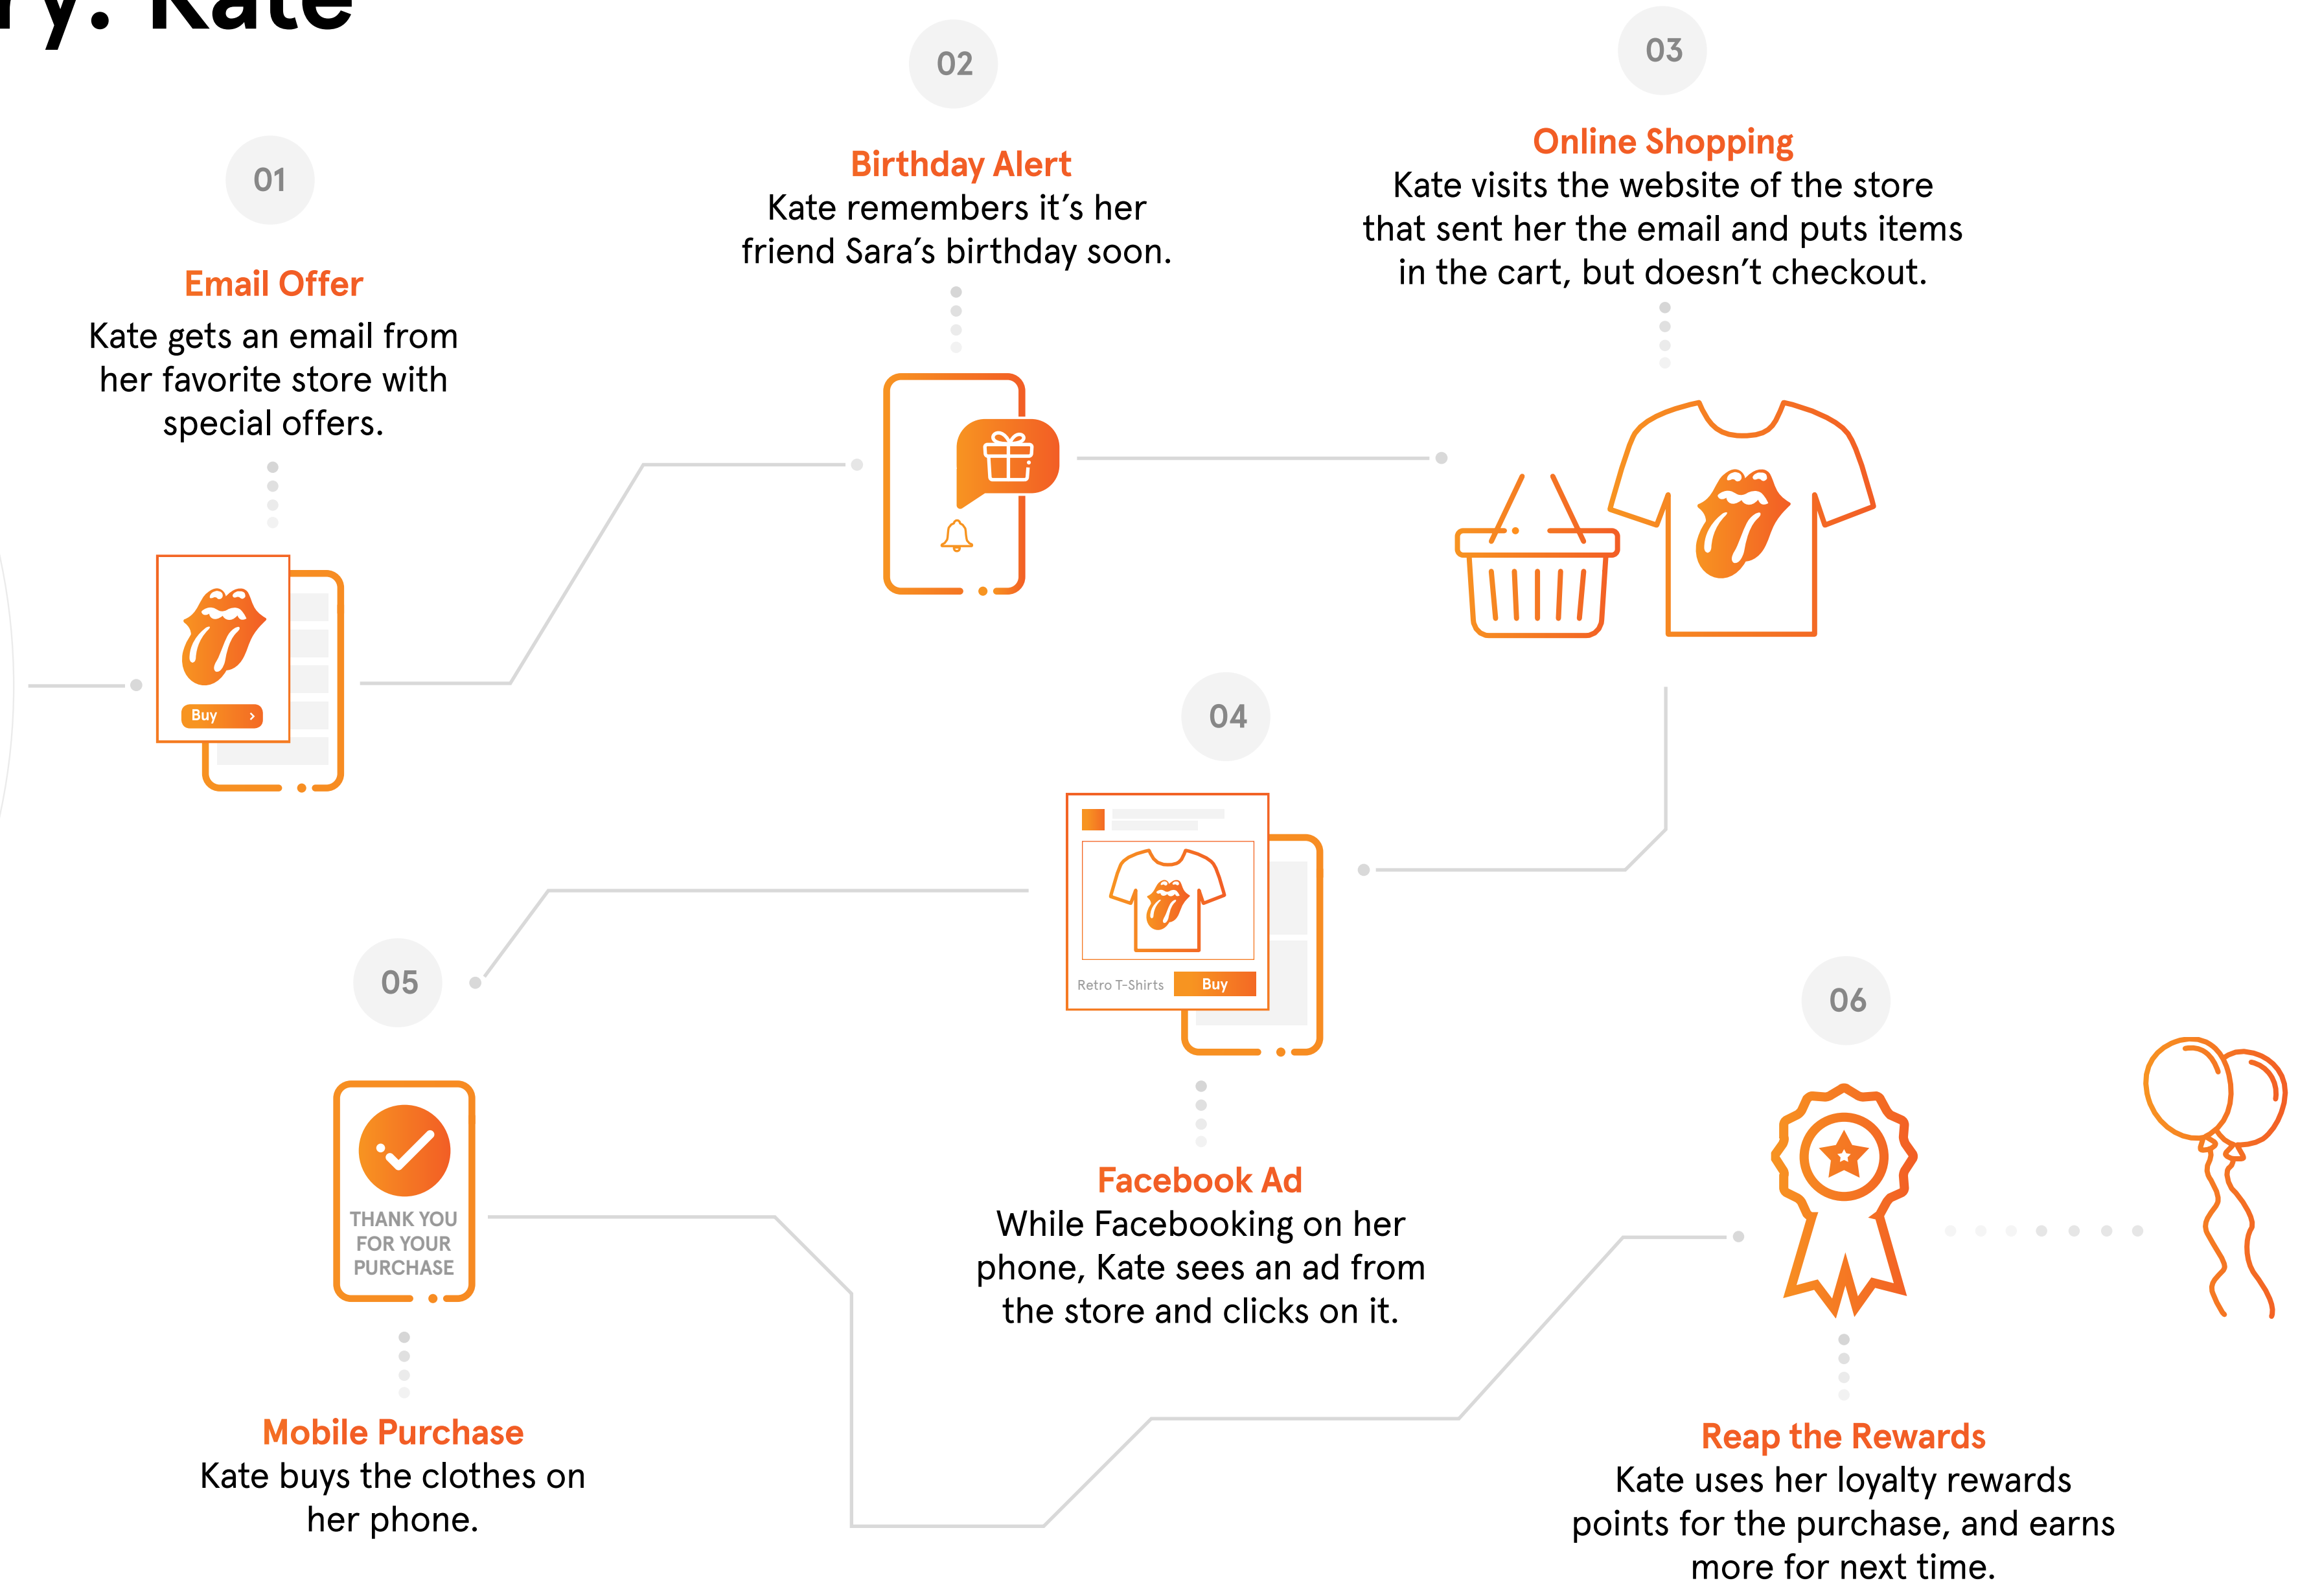 ry: Kate
01
Email Offer
Kate gets an email from
her favorite store with
special offers.
Buy
02
Birthday Alert
Kate remembers it’s her
friend Sara’s birthday soon.
03
Online Shopping
Kate visits the website of the store
that sent her the email and puts items
in the cart, but doesn’t checkout.
04
Retro T-Shirts
Buy
Facebook Ad
While Facebooking on her
phone, Kate sees an ad from
the store and clicks on it.
05
THANK YOU
FOR YOUR
PURCHASE
Mobile Purchase
Kate buys the clothes on
her phone.
06
Reap the Rewards
Kate uses her loyalty rewards
points for the purchase, and earns
more for next time.